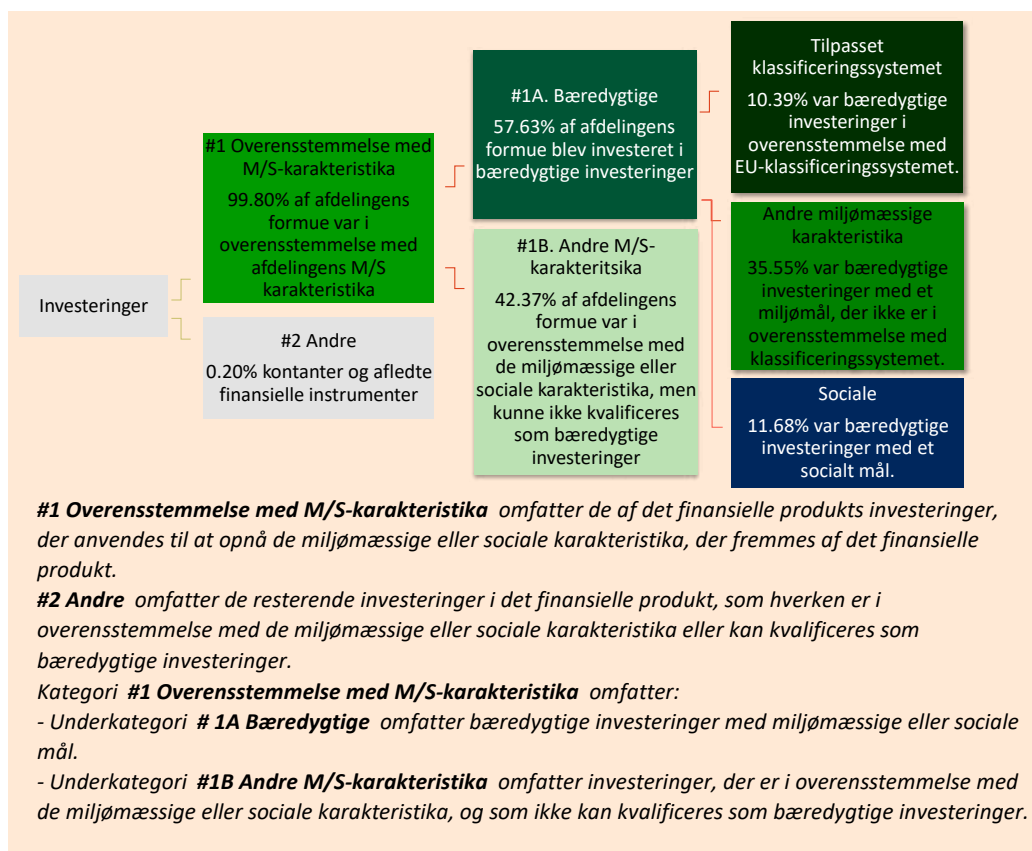 Investeringer
#1 Overensstemmelse med
M/S-karakteristika
99.80% af afdelingens
formue var i
overensstemmelse med
afdelingens M/S
karakteristika
#2 Andre
0.20% kontanter og afledte
finansielle instrumenter
#1A. Bæredygtige
57.63% af afdelingens
formue blev investeret i
bæredygtige investeringer
#1B. Andre M/S-
karakteritsika
42.37% af afdelingens
formue var i
overensstemmelse med
de miljømæssige eller
sociale karakteristika, men
kunne ikke kvalificeres
som bæredygtige
investeringer
Tilpasset
klassificeringssystemet
10.39% var bæredygtige
investeringer i
overensstemmelse med
EU-klassificeringssystemet.
Andre miljømæssige
karakteristika
35.55% var bæredygtige
investeringer med et
miljømål, der ikke er i
overensstemmelse med
klassificeringssystemet.
Sociale
11.68% var bæredygtige
investeringer med et
socialt mål.
#1 Overensstemmelse med M/S-karakteristika omfatter de af det finansielle produkts investeringer,
der anvendes til at opnå de miljømæssige eller sociale karakteristika, der fremmes af det finansielle
produkt.
#2 Andre omfatter de resterende investeringer i det finansielle produkt, som hverken er i
overensstemmelse med de miljømæssige eller sociale karakteristika eller kan kvalificeres som
bæredygtige investeringer.
Kategori #1 Overensstemmelse med M/S-karakteristika omfatter:
- Underkategori # 1A Bæredygtige omfatter bæredygtige investeringer med miljømæssige eller sociale
mål.
- Underkategori #1B Andre M/S-karakteristika omfatter investeringer, der er i overensstemmelse med
de miljømæssige eller sociale karakteristika, og som ikke kan kvalificeres som bæredygtige investeringer.